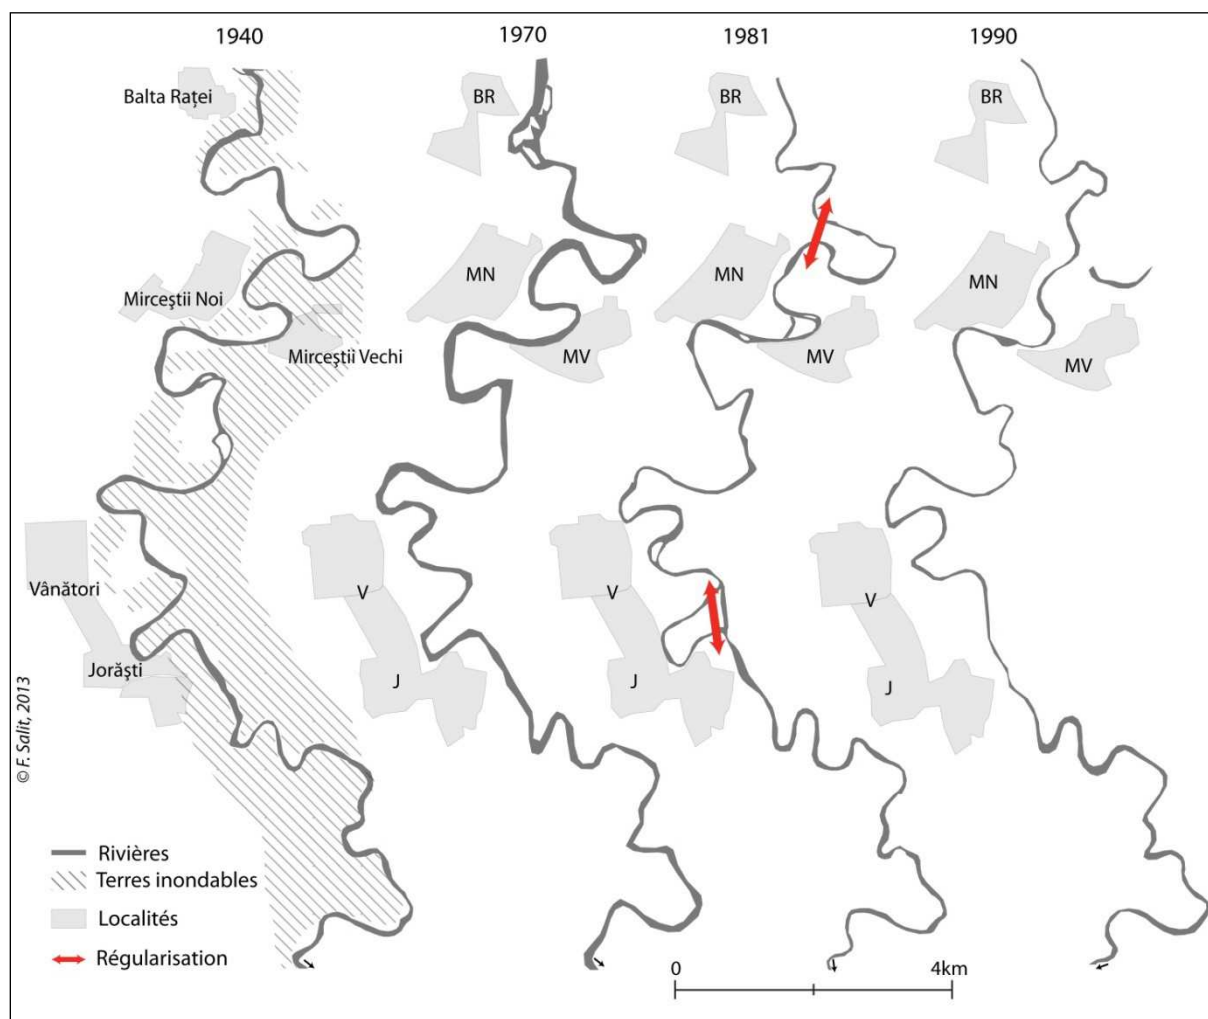 1940
1970
1981
1990
Balta Raței
BR
BR
BR
Mirceștii Noi
MN
MN
MN
Mirceștii Vechi
MV
MV
MV
Vânători
V
V
V
Jorăști
J
J
J
© F. Salit, 2013
Rivières
Terres inondables
Localités
Régularisation
0 4km